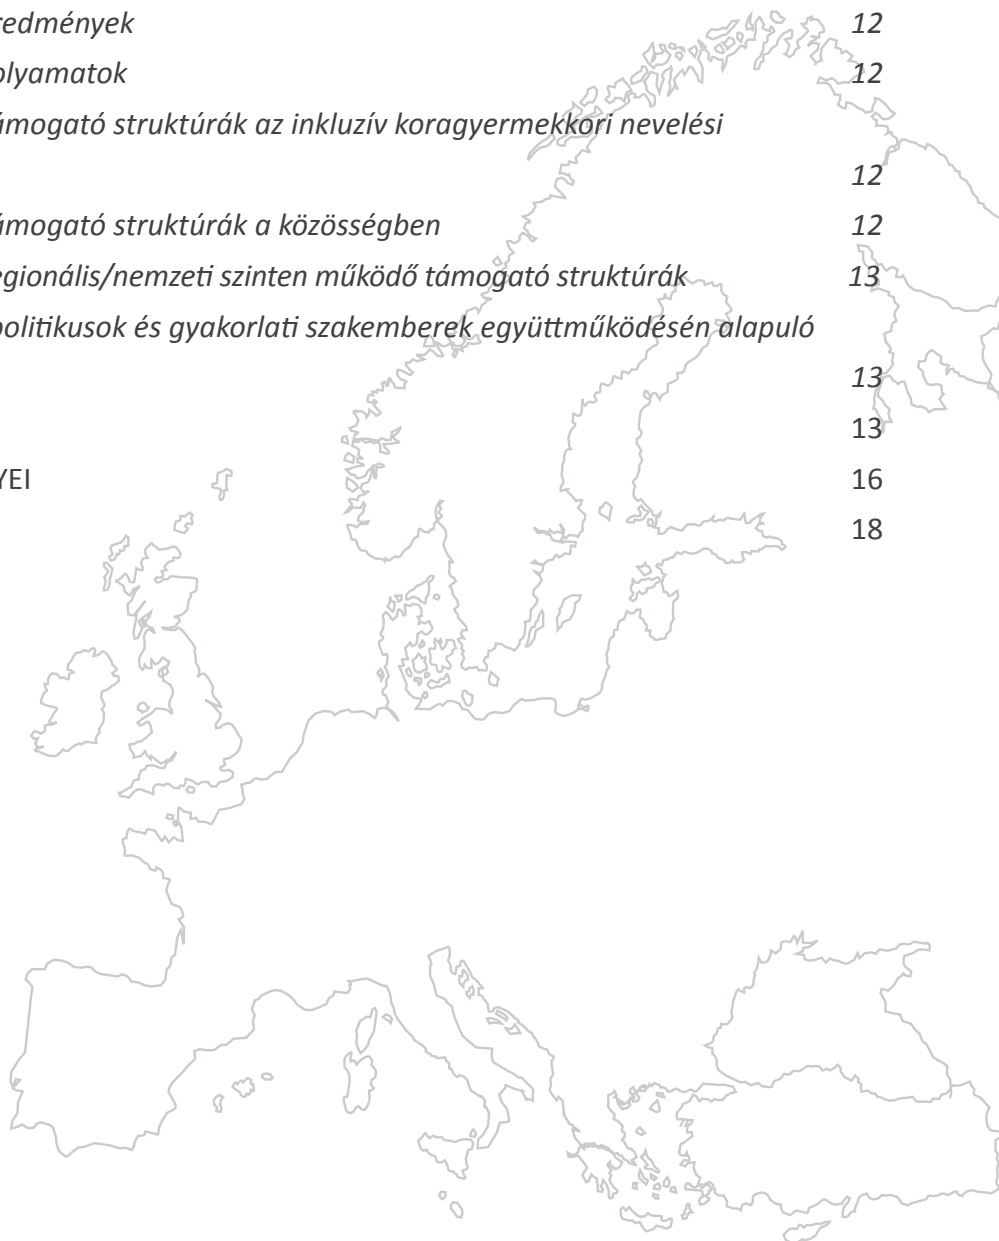 redmények 12
olyamatok 12
ámogató struktúrák az inkluzív koragyermekkori nevelési
12
ámogató struktúrák a közösségben 12
egionális/nemzeti szinten működő támogató struktúrák 13
politikusok és gyakorlati szakemberek együttműködésén alapuló
13
13
YEI 16
18